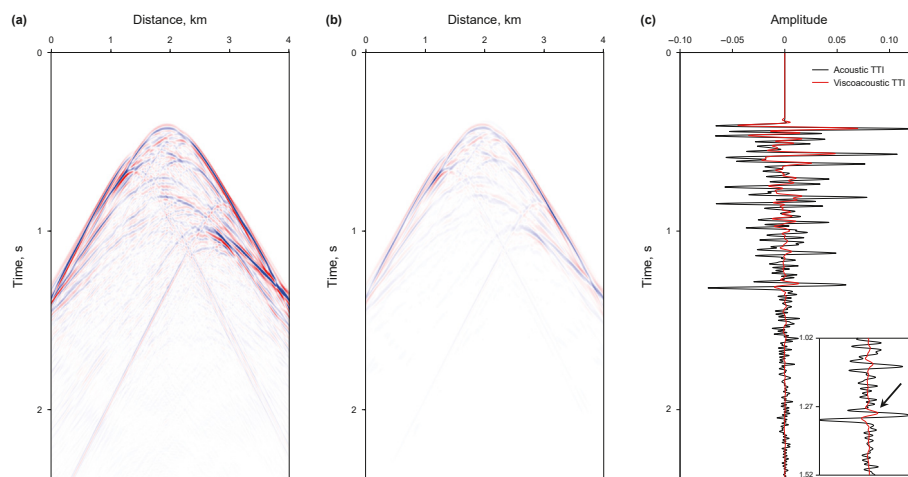 (a) Distance, km
0 1 2 3 4
0
1
2
Time, s
(b) Distance, km
0 1 2 3 4
0
1
2
Time, s
(c) Amplitude
−0.10 −0.05 0 0.05 0.10
0
1
2
Time, s
Acoustic TTI
Viscoacoustic TTI
1.02
1.27
1.52